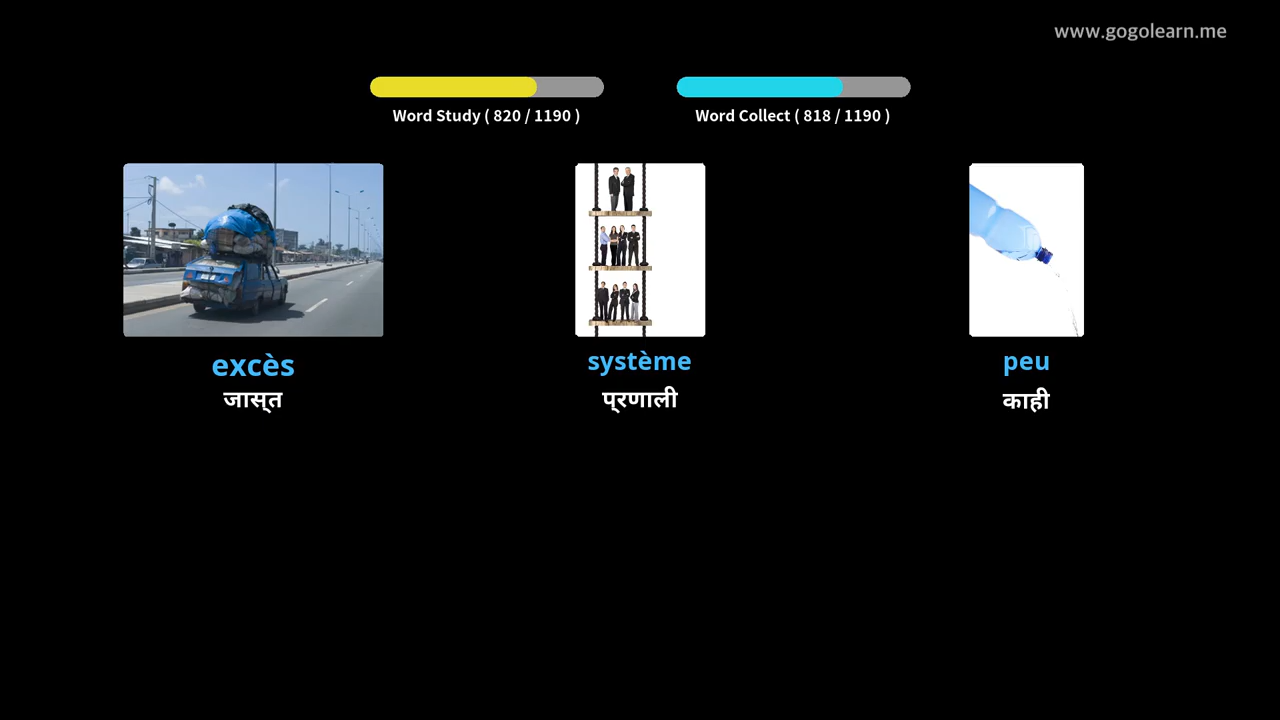 www.gogolearn.me
Word Study ( 820 / 1190 )
Word Collect ( 818 / 1190 )
excès
जास्त
système
प्रणाली
peu
काही